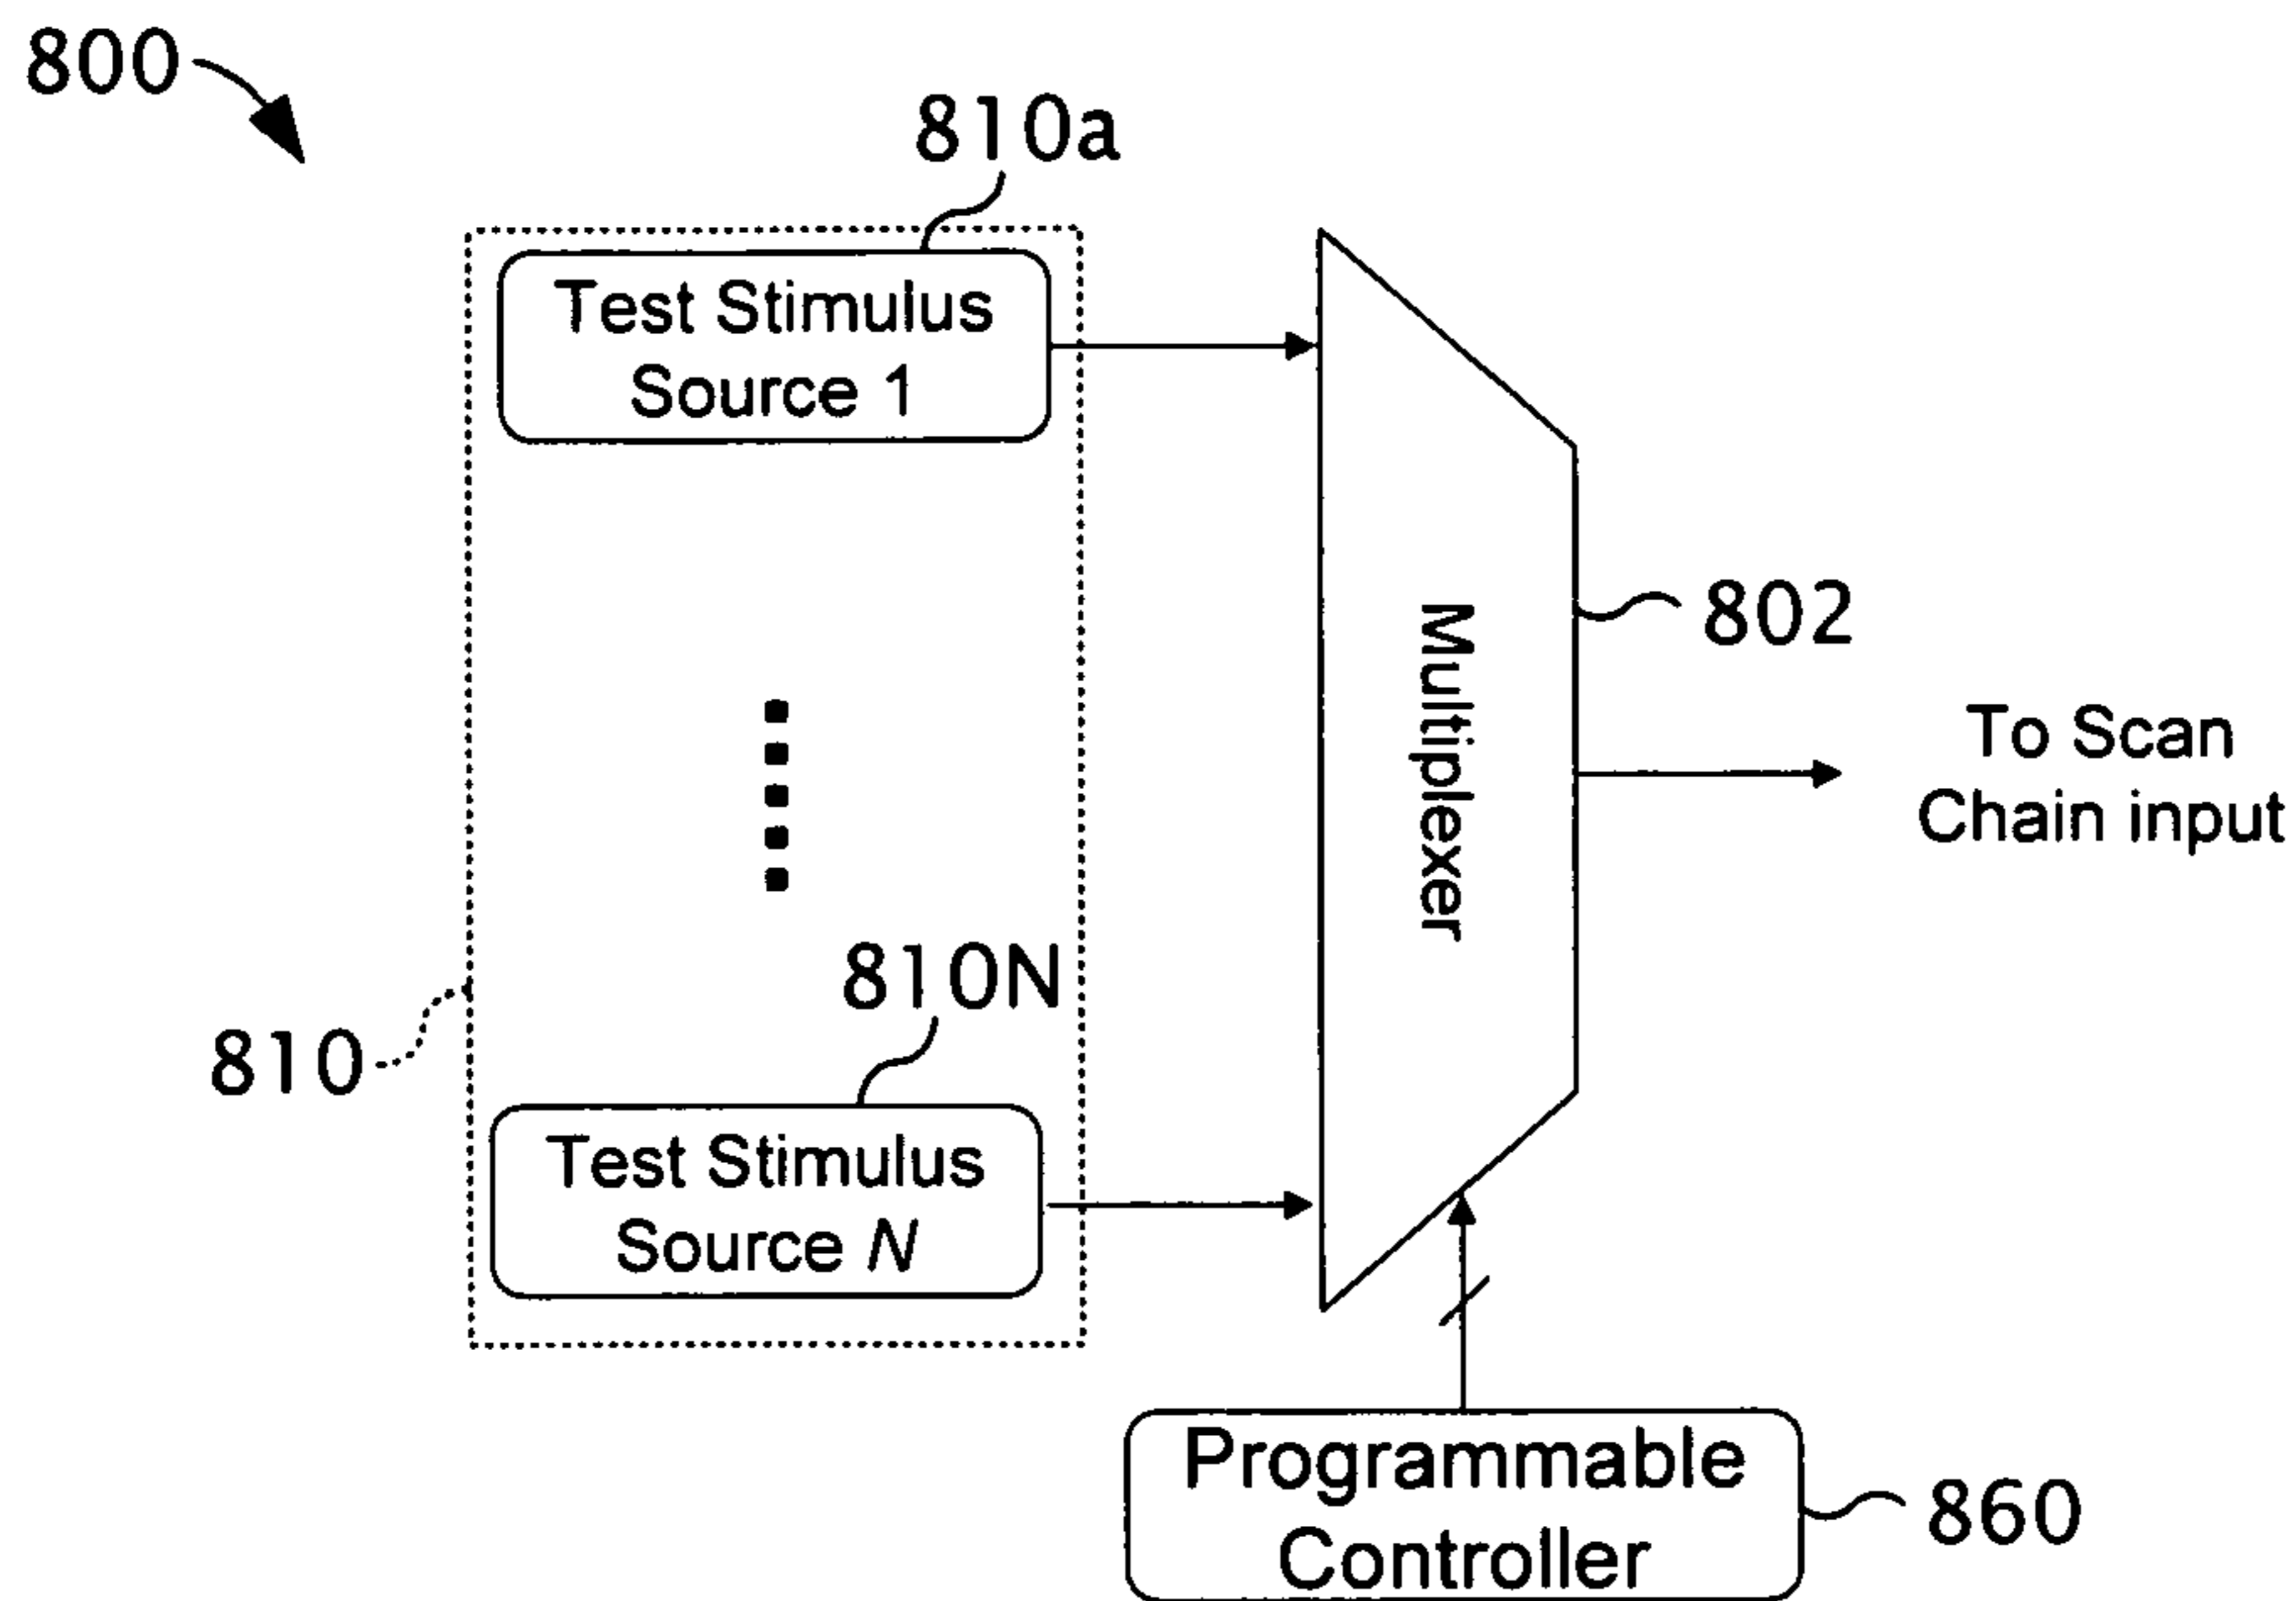 800
810a
Test Stimulus
Source 1
802
Multiplexer
To Scan
Chain input
810N
810
Test Stimulus
Source N
Programmable
Controller
860